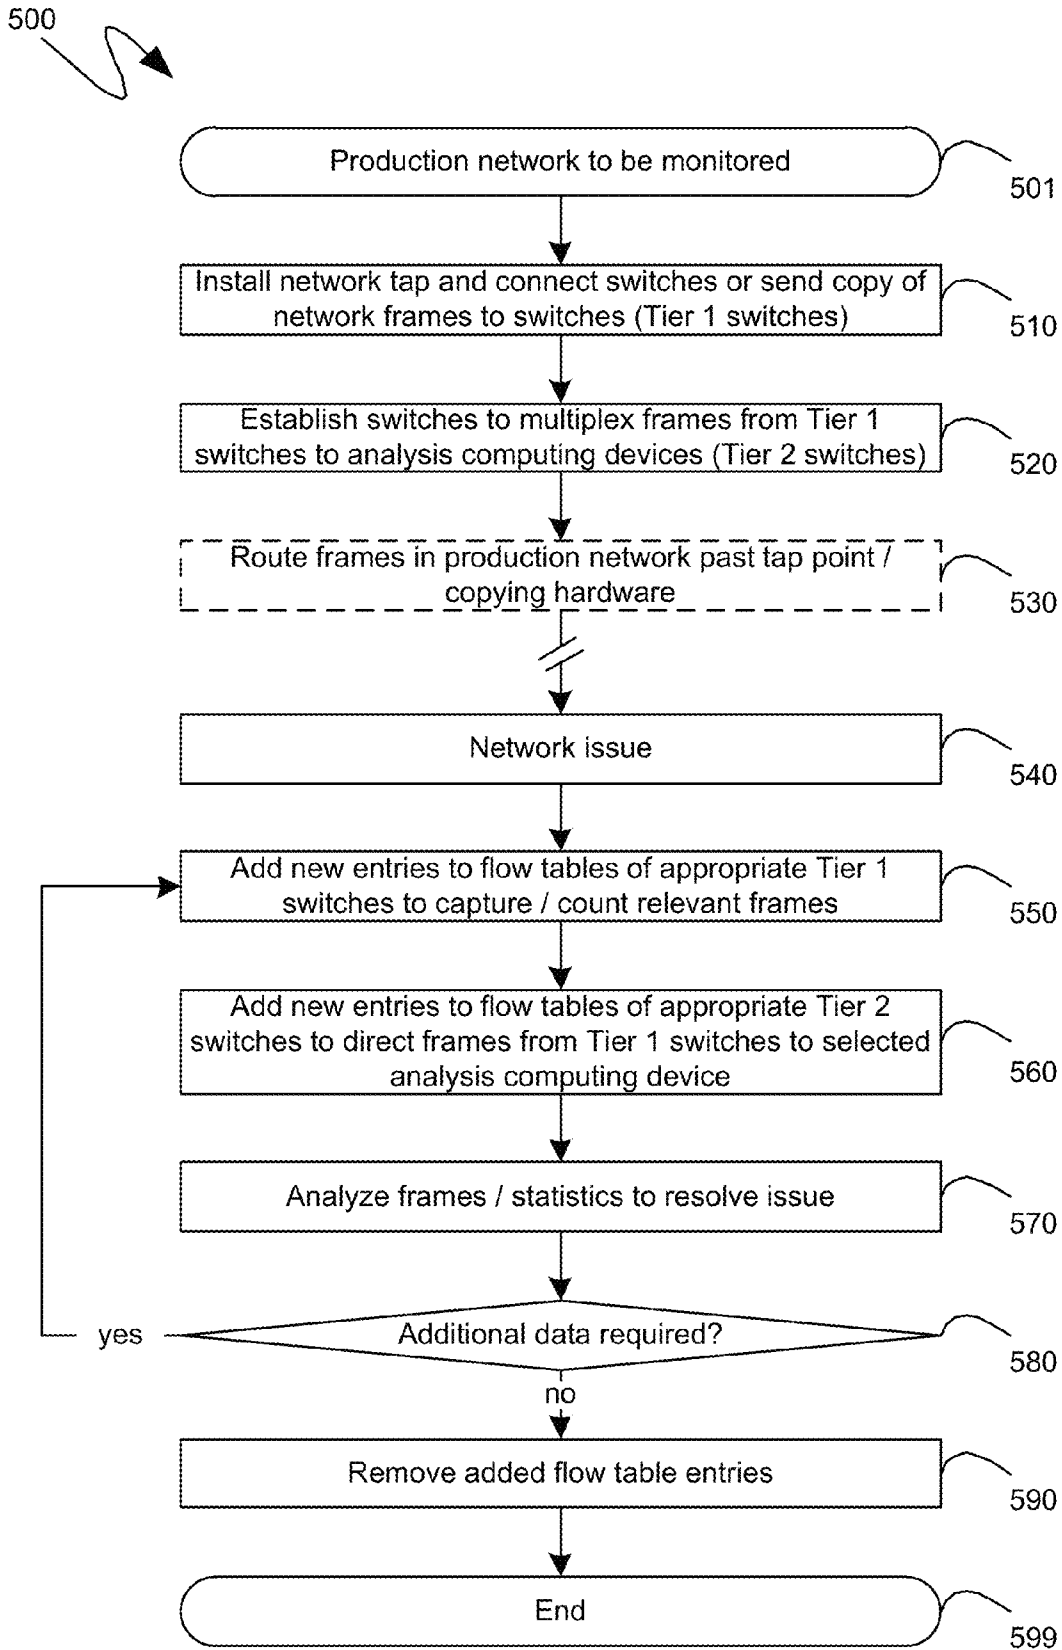 500
Production network to be monitored
501
Install network tap and connect switches or send copy of
network frames to switches (Tier 1 switches)
510
Establish switches to multiplex frames from Tier 1
switches to analysis computing devices (Tier 2 switches)
520
Route frames in production network past tap point /
copying hardware
530
Network issue
540
Add new entries to flow tables of appropriate Tier 1
switches to capture / count relevant frames
550
Add new entries to flow tables of appropriate Tier 2
switches to direct frames from Tier 1 switches to selected
analysis computing device
560
Analyze frames / statistics to resolve issue
570
yes
Additional data required?
580
no
Remove added flow table entries
590
End
599